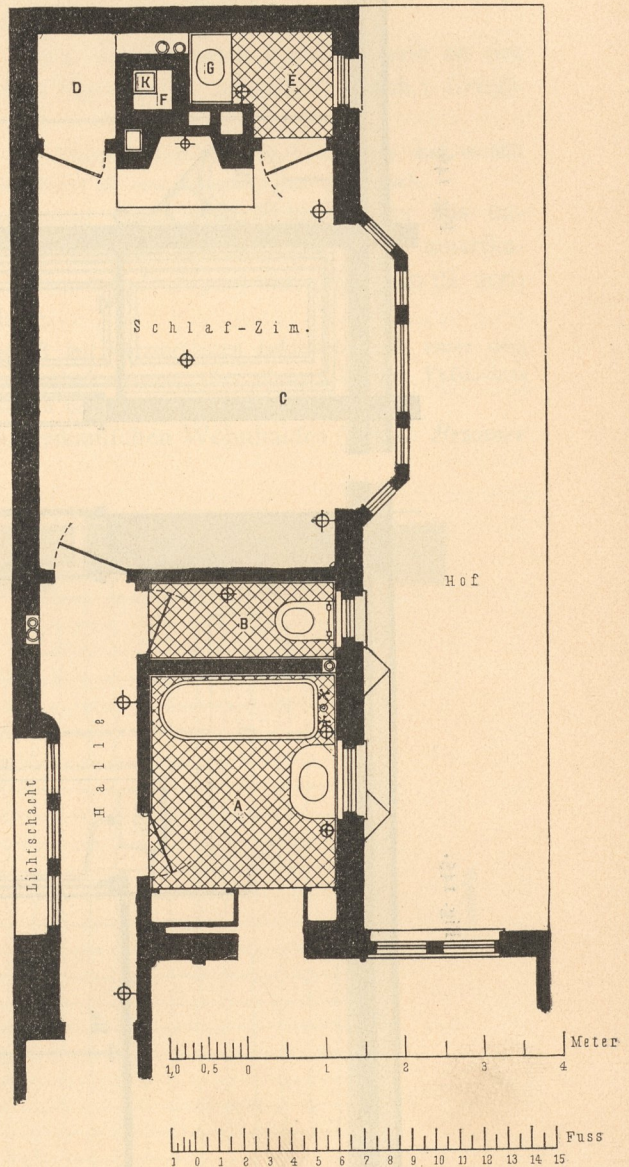 D
K
F
G
E
Schlaf-Zim.
C
Hof
B
Halle
Lichtschacht
A
Meter
1,0 0,5 0 1 2 3 4
Fuss
1 0 1 2 3 4 5 6 7 8 9 10 11 12 13 14 15